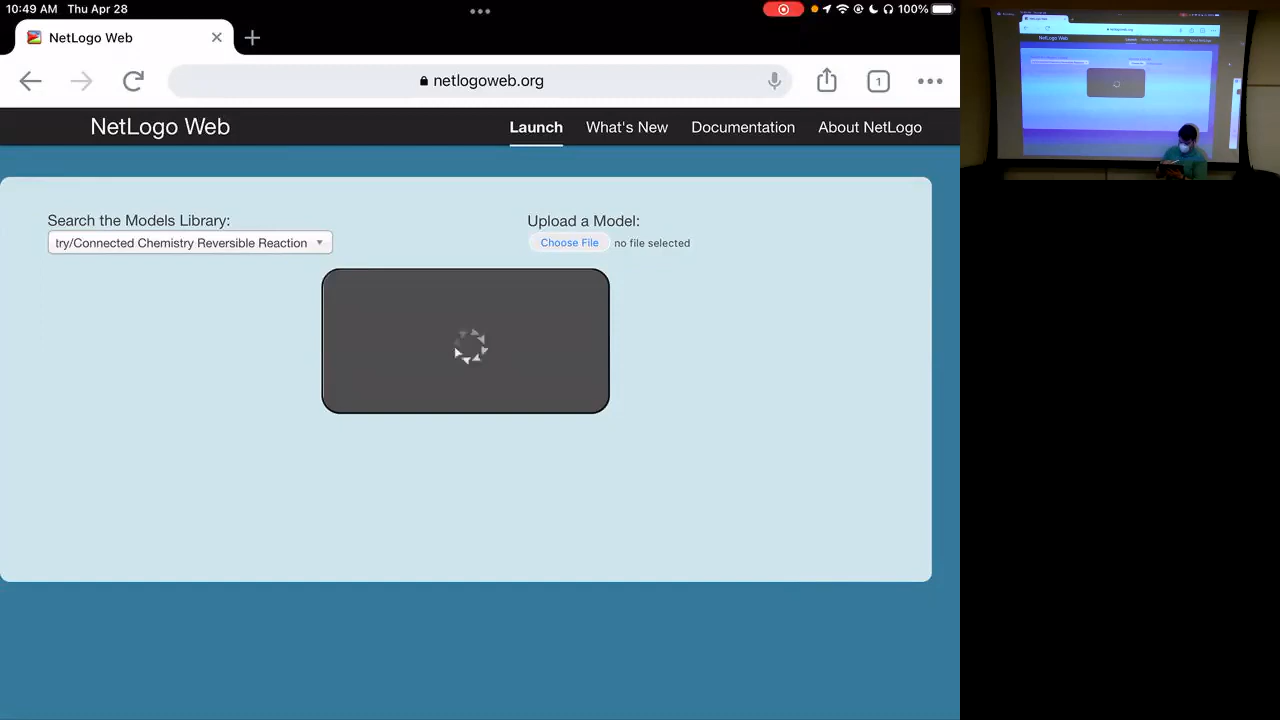 10:49 AM Thu Apr 28
100%
NetLogo Web
netlogoweb.org
1
NetLogo Web
Launch
What's New
Documentation
About NetLogo
Search the Models Library:
try/Connected Chemistry Reversible Reaction
Upload a Model:
Choose File no file selected